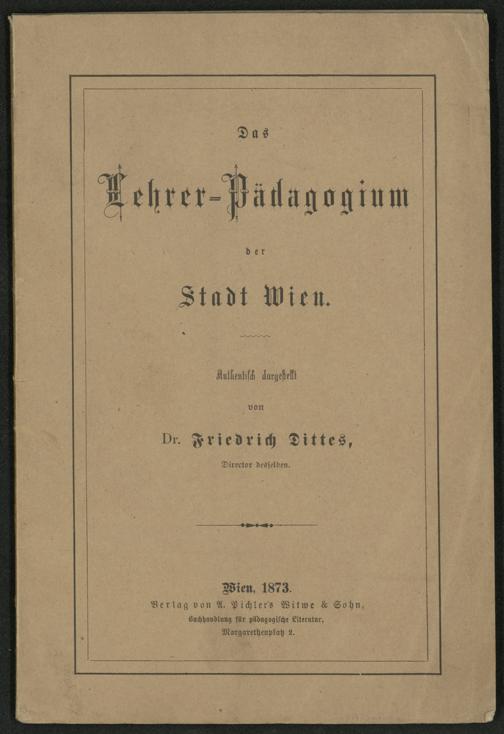 Das
Lehrer-Pädagogium
der
Stadt Wien.
Authentisch dargestellt
von
Dr. Friedrich Dittes,
Director desselben.
Wien, 1873.
Verlag von A. Pichler's Witwe & Sohn,
Buchhandlung für pädagogische Literatur,
Margarethenplatz 2.